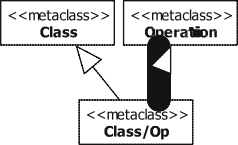 <<metaclass>>
Class
<<metaclass>>
Operation
<<metaclass>>
Class/Op